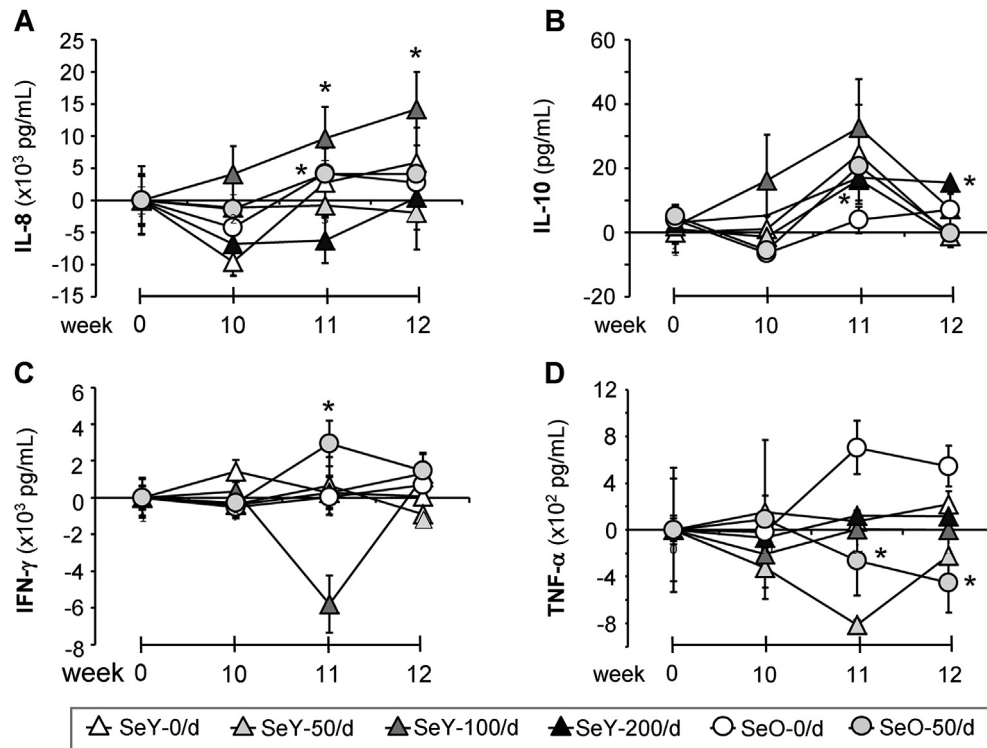 A
25
20
15
10
5
0
-5
-10
-15
IL-8 (x10³ pg/mL)
* * *
week 0 10 11 12
B
60
40
20
0
-20
IL-10 (pg/mL)
* *
week 0 10 11 12
C
6
4
2
0
-2
-4
-6
-8
IFN-γ (x10³ pg/mL)
*
week 0 10 11 12
D
12
8
4
0
-4
-8
TNF-α (x10² pg/mL)
* *
week 0 10 11 12
SeY-0/d SeY-50/d SeY-100/d SeY-200/d SeO-0/d SeO-50/d